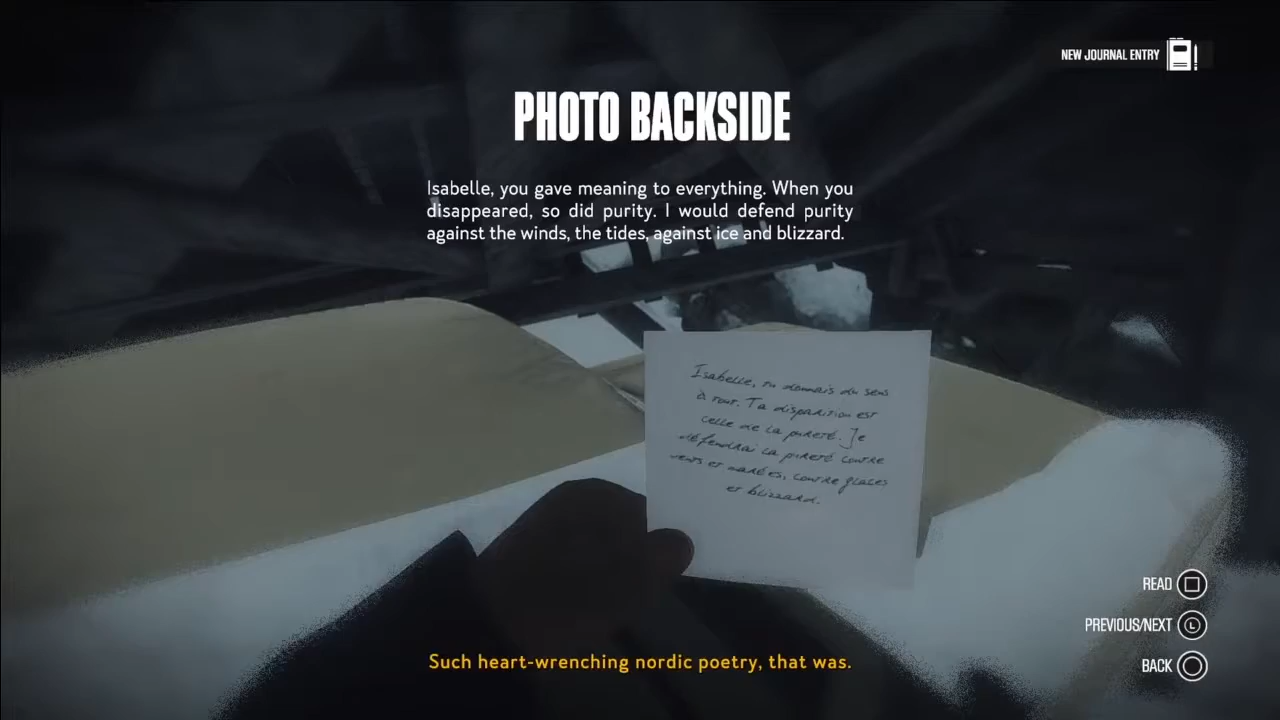 NEW JOURNAL ENTRY
PHOTO BACKSIDE
Isabelle, you gave meaning to everything. When you
disappeared, so did purity. I would defend purity
against the winds, the tides, against ice and blizzard.
Isabelle, tu donnais du sens
à tout. Ta disparition est
celle de la pureté. Je
défendrai la pureté contre
vents et marées, contre glaces
et blizzard.
READ
PREVIOUS/NEXT L
BACK
Such heart-wrenching nordic poetry, that was.